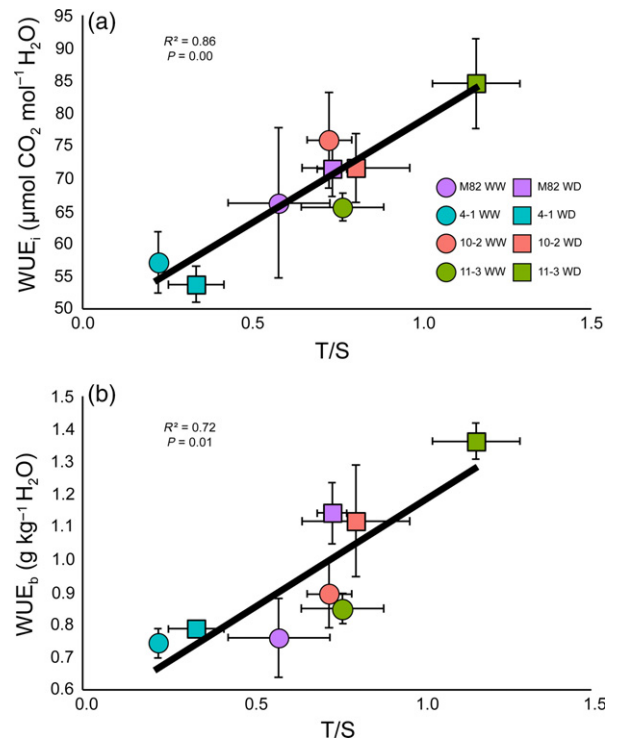 (a)
R² = 0.86
P = 0.00
WUEᵢ (µmol CO₂ mol⁻¹ H₂O)
95
90
85
80
75
70
65
60
55
50
M82 WW M82 WD
4-1 WW 4-1 WD
10-2 WW 10-2 WD
11-3 WW 11-3 WD
0.0 0.5 1.0 1.5
T/S
(b)
R² = 0.72
P = 0.01
WUE_b (g kg⁻¹ H₂O)
1.5
1.4
1.3
1.2
1.1
1.0
0.9
0.8
0.7
0.6
0.0 0.5 1.0 1.5
T/S